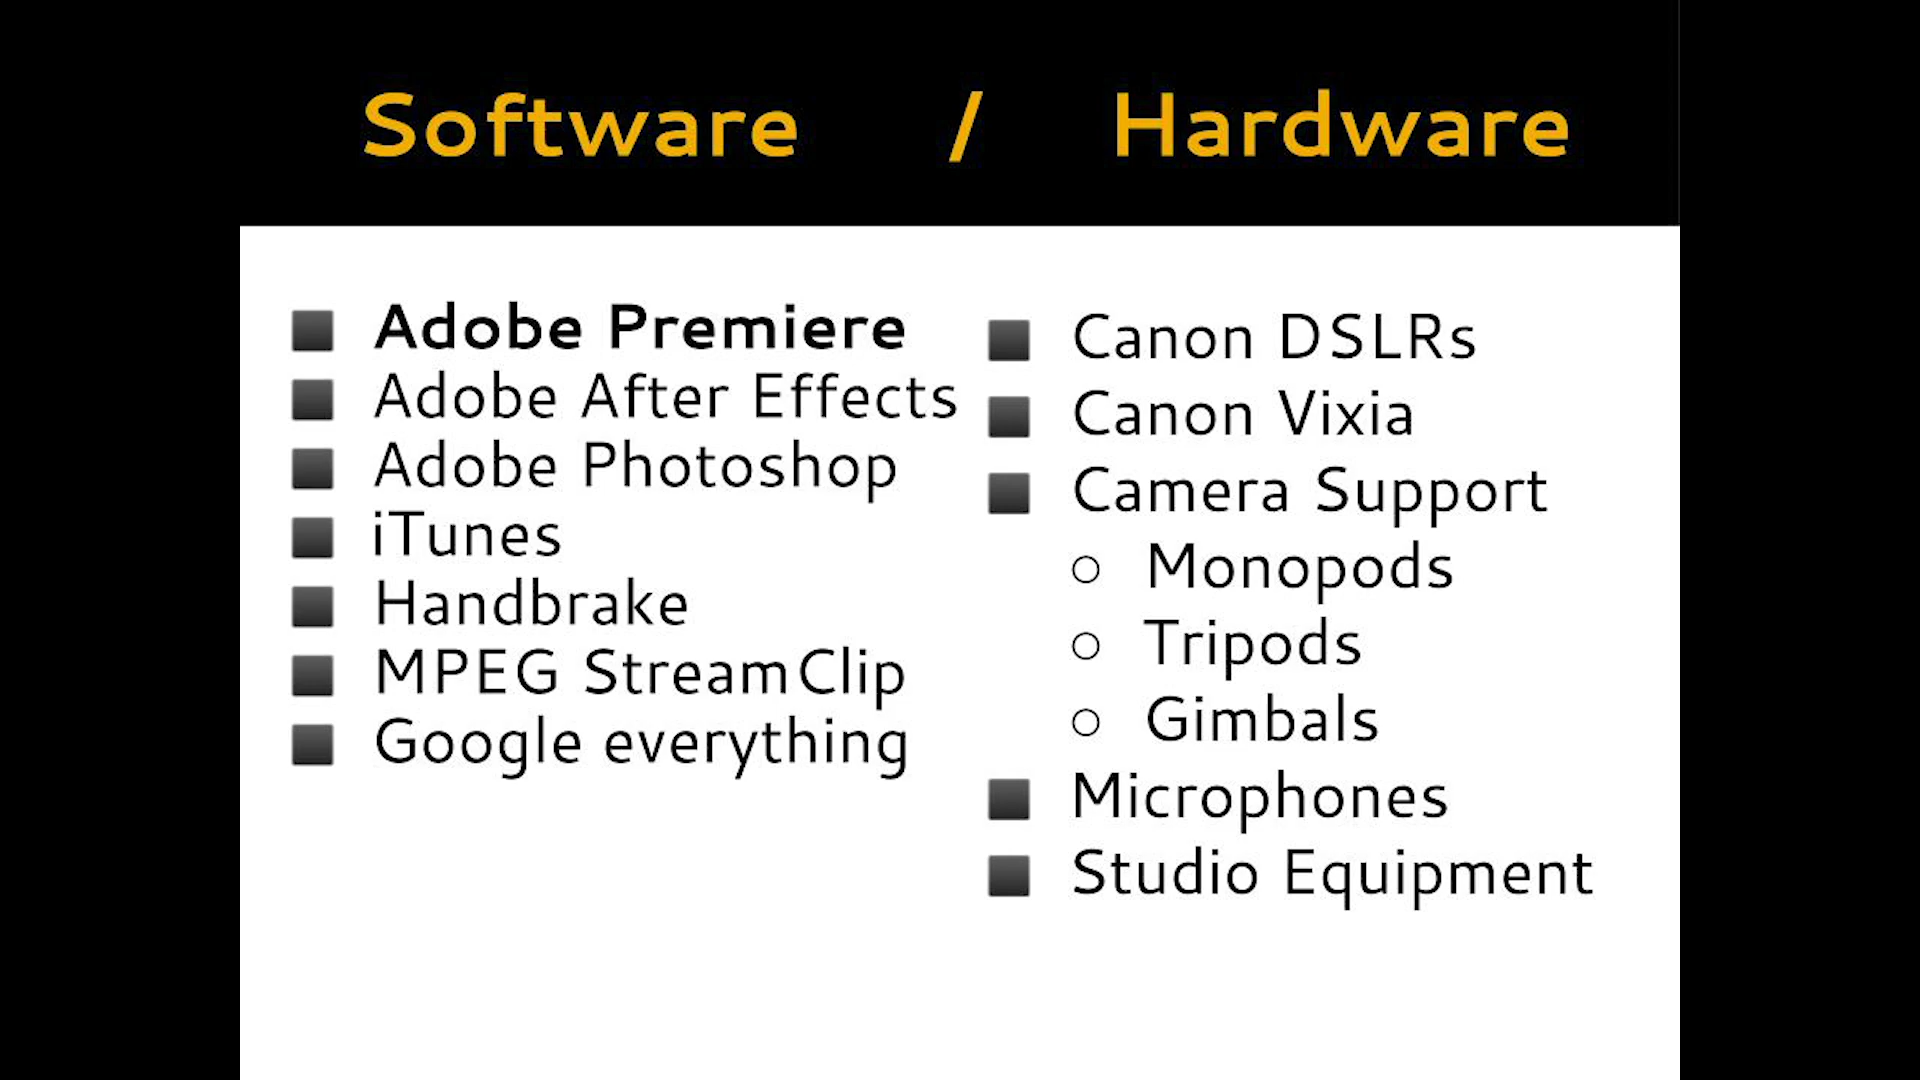 Software / Hardware
Adobe Premiere
Adobe After Effects
Adobe Photoshop
iTunes
Handbrake
MPEG StreamClip
Google everything
Canon DSLRs
Canon Vixia
Camera Support
Monopods
Tripods
Gimbals
Microphones
Studio Equipment